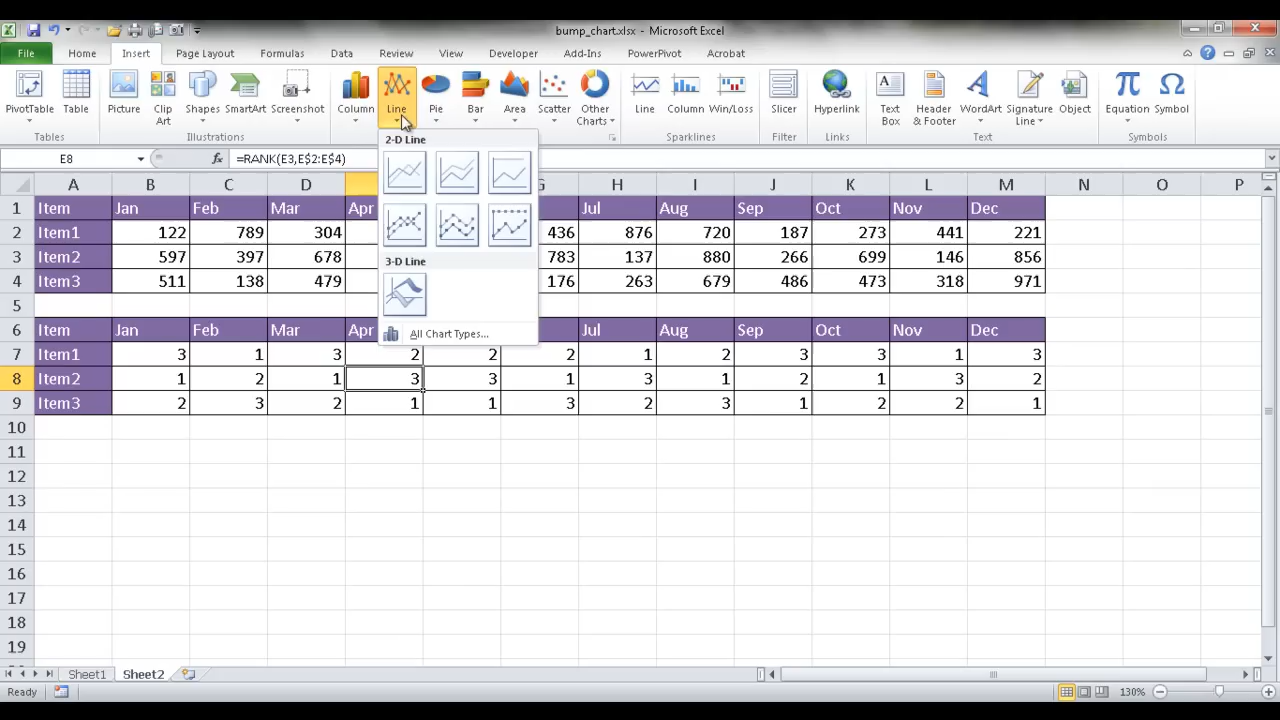 bump_chart.xlsx - Microsoft Excel
File Home Insert Page Layout Formulas Data Review View Developer Add-Ins PowerPivot Acrobat
PivotTable Table Picture Clip Art Shapes SmartArt Screenshot Column Line Pie Bar Area Scatter Other Charts Line Column Win/Loss Slicer Hyperlink Text Box Header & Footer WordArt Signature Line Object Equation Symbol
Tables Illustrations Sparklines Filter Links Text Symbols
E8 fx =RANK(E3,E$2:E$4)
2-D Line
3-D Line
All Chart Types...
A B C D G H I J K L M N O P
1 Item Jan Feb Mar Apr Jul Aug Sep Oct Nov Dec
2 Item1 122 789 304 436 876 720 187 273 441 221
3 Item2 597 397 678 783 137 880 266 699 146 856
4 Item3 511 138 479 176 263 679 486 473 318 971
5
6 Item Jan Feb Mar Apr Jul Aug Sep Oct Nov Dec
7 Item1 3 1 3 2 2 2 1 2 3 3 1 3
8 Item2 1 2 1 3 3 1 3 1 2 1 3 2
9 Item3 2 3 2 1 1 3 2 3 1 2 2 1
10
11
12
13
14
15
16
17
18
19
Sheet1 Sheet2
Ready 130%